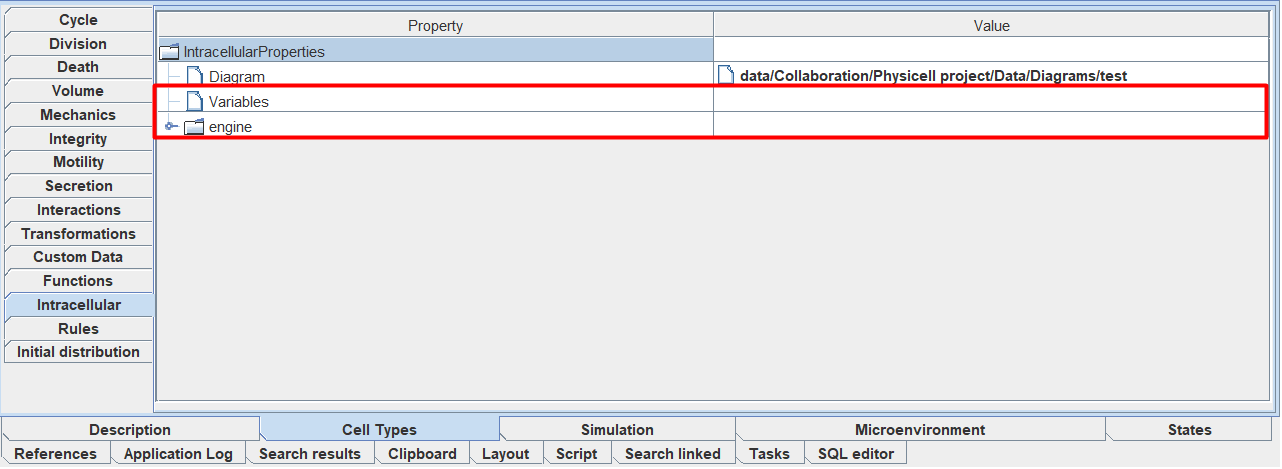 Cycle
Division
Death
Volume
Mechanics
Integrity
Motility
Secretion
Interactions
Transformations
Custom Data
Functions
Intracellular
Rules
Initial distribution
Property Value
IntracellularProperties
Diagram data/Collaboration/Physicell project/Data/Diagrams/test
Variables
engine
Description Cell Types Simulation Microenvironment States
References Application Log Search results Clipboard Layout Script Search linked Tasks SQL editor